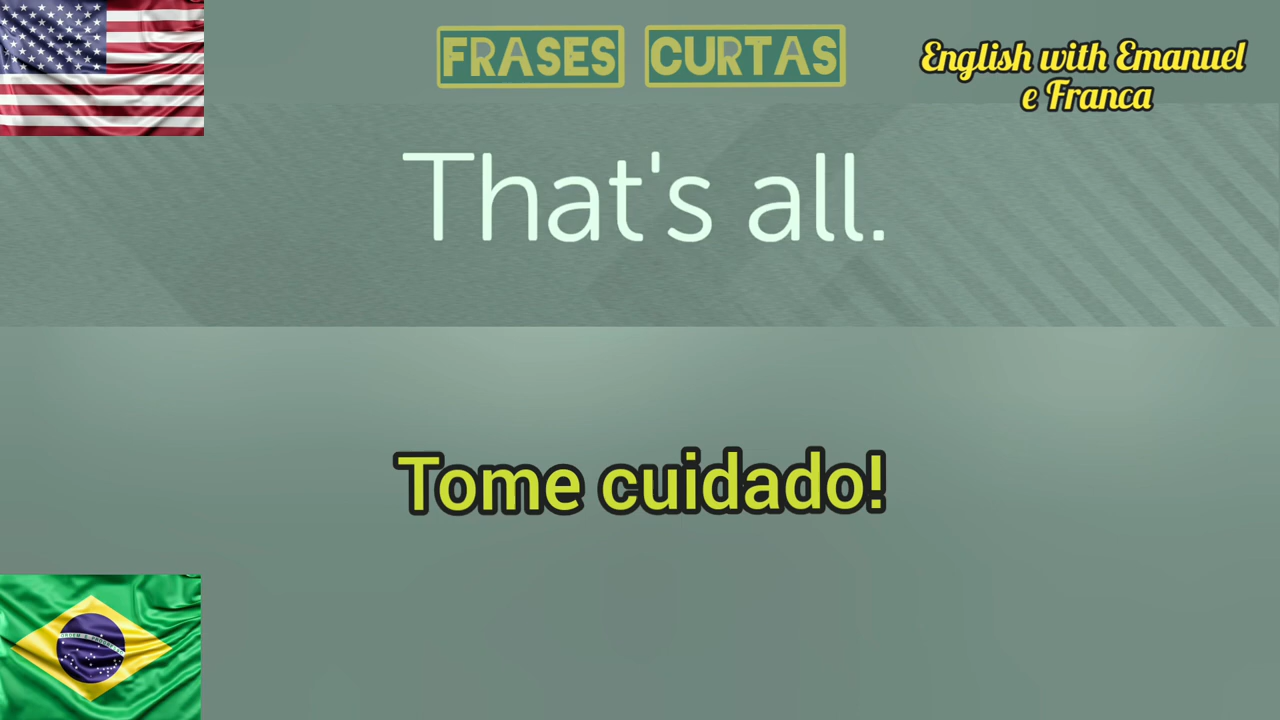 FRASES CURTAS
English with Emanuel
e Franca
That's all.
Tome cuidado!